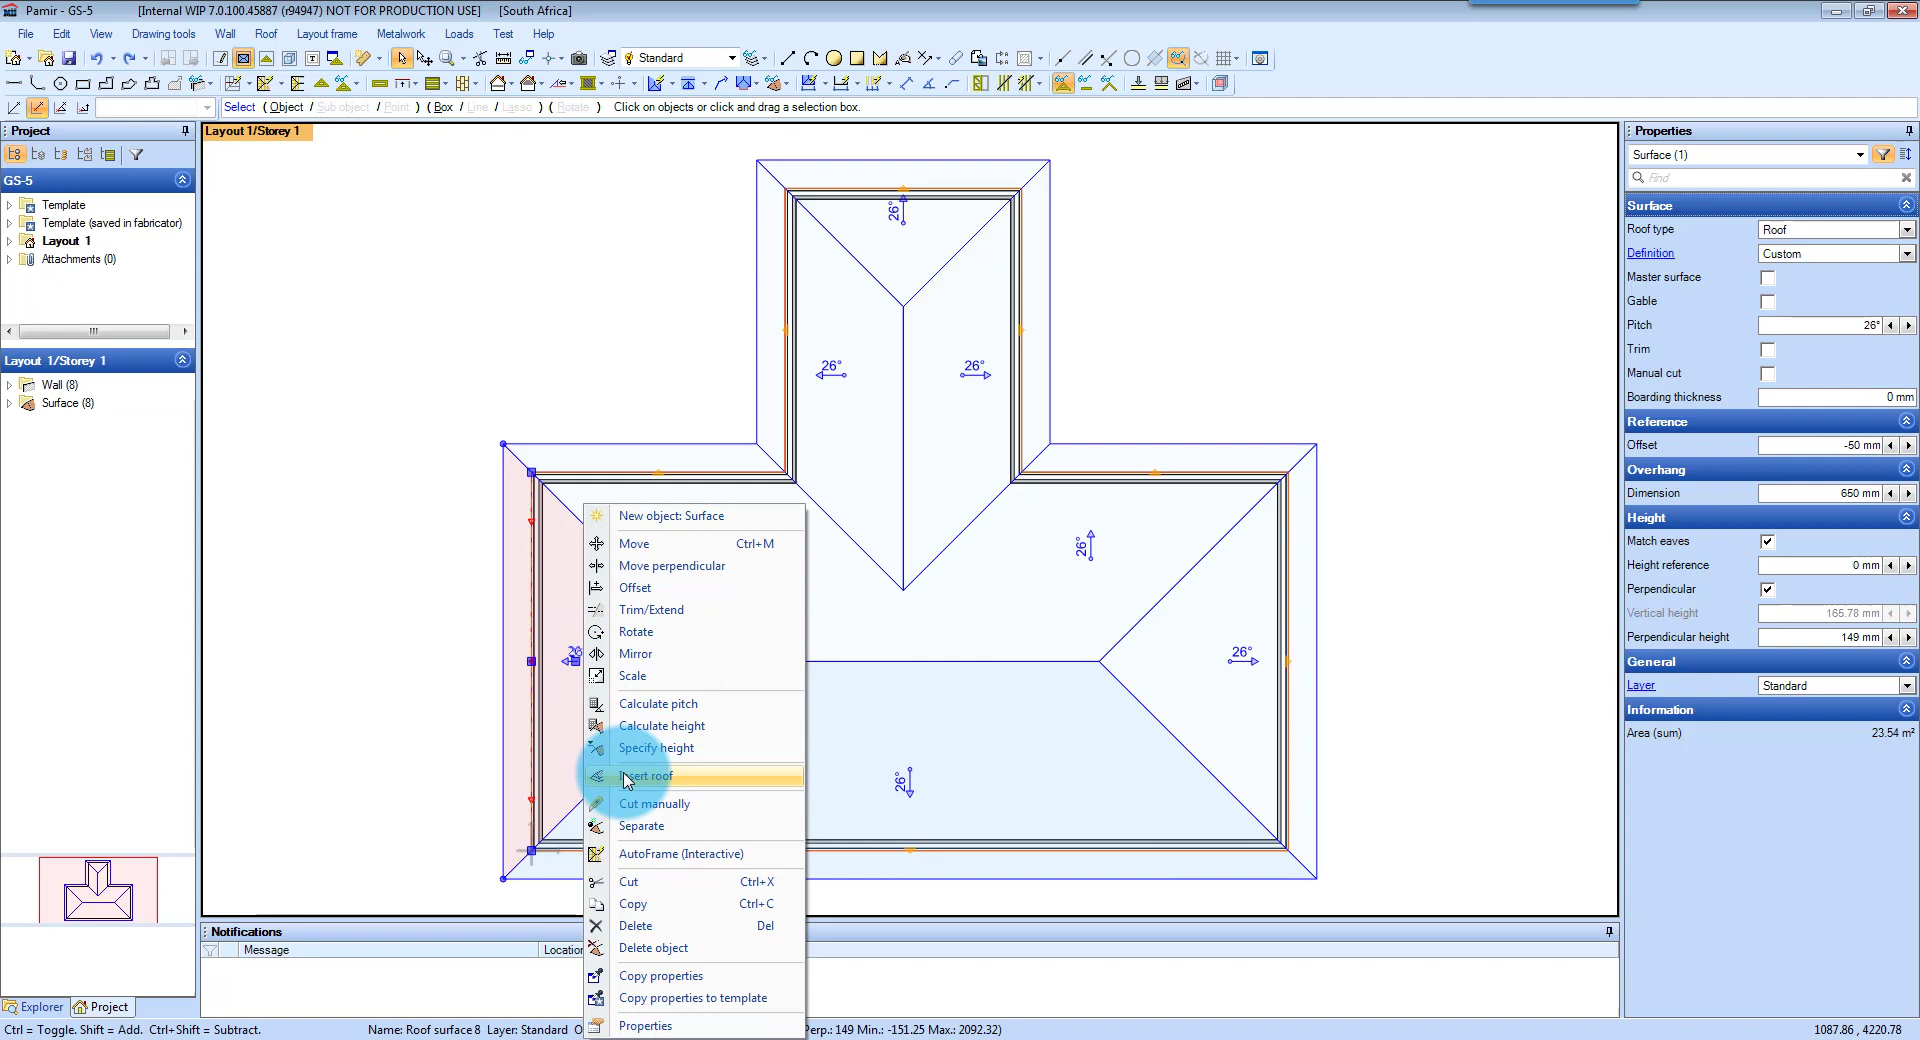 Pamir - GS-5 [Internal WIP 7.0.100.45887 (r94947) NOT FOR PRODUCTION USE] [South Africa]
File Edit View Drawing tools Wall Roof Layout frame Metalwork Loads Test Help
Standard
Select ( Object / Sub object / Point ) ( Box / Line / Lasso ) ( Rotate ) Click on objects or click and drag a selection box.
Project
GS-5
Template
Template (saved in fabricator)
Layout 1
Attachments (0)
Layout 1/Storey 1
Wall (8)
Surface (8)
Explorer Project
Layout 1/Storey 1
26°
26°
26°
26°
26°
26°
26°
New object: Surface
Move Ctrl+M
Move perpendicular
Offset
Trim/Extend
Rotate
Mirror
Scale
Calculate pitch
Calculate height
Specify height
Insert roof
Cut manually
Separate
AutoFrame (Interactive)
Cut Ctrl+X
Copy Ctrl+C
Delete Del
Delete object
Copy properties
Copy properties to template
Properties
Notifications
Message
Properties
Surface (1)
Find
Surface
Roof type Roof
Definition Custom
Master surface
Gable
Pitch 26°
Trim
Manual cut
Boarding thickness 0 mm
Reference
Offset -50 mm
Overhang
Dimension 650 mm
Height
Match eaves
Height reference 0 mm
Perpendicular
Vertical height 165.78 mm
Perpendicular height 149 mm
General
Layer Standard
Information
Area (sum) 23.54 m²
Ctrl = Toggle. Shift = Add. Ctrl+Shift = Subtract. Name: Roof surface 8 Layer: Standard Perp.: 149 Min.: -151.25 Max.: 2092.32) 1087.86 , 4220.78